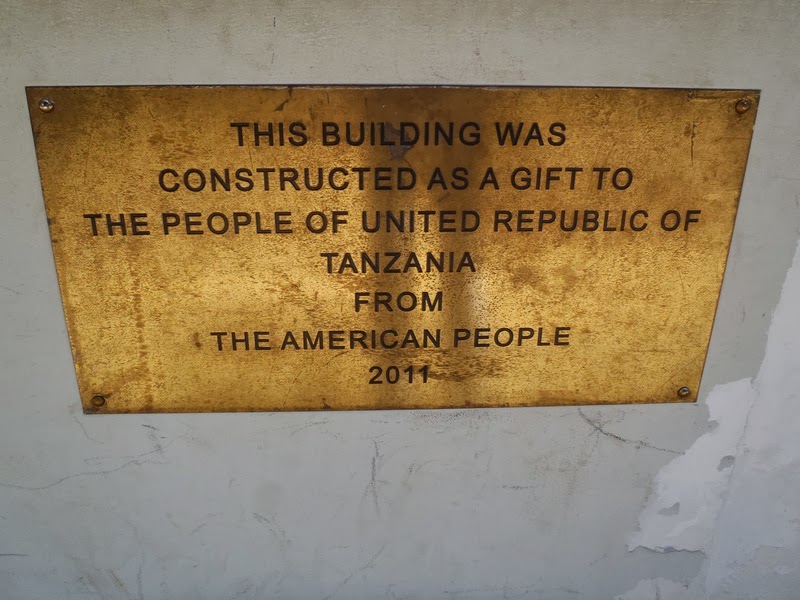 THIS BUILDING WAS
CONSTRUCTED AS A GIFT TO
THE PEOPLE OF UNITED REPUBLIC OF
TANZANIA
FROM
THE AMERICAN PEOPLE
2011